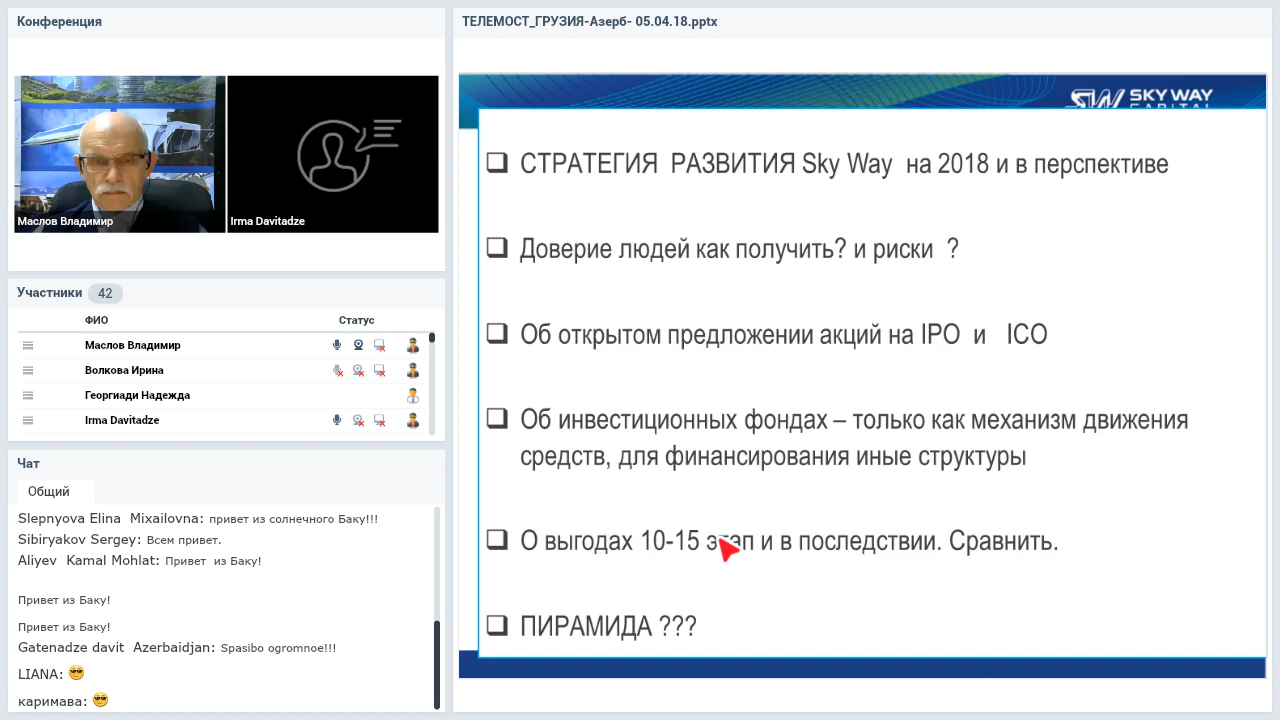 Конференция
Маслов Владимир
Irma Davitadze
Участники 42
ФИО Статус
Маслов Владимир
Волкова Ирина
Георгиади Надежда
Irma Davitadze
Чат
Общий
Slepnyova Elina Mixailovna: привет из солнечного Баку!!!
Sibiryakov Sergey: Всем привет.
Aliyev Kamal Mohlat: Привет из Баку!
Привет из Баку!
Привет из Баку!
Gatenadze davit Azerbaidjan: Spasibo ogromnoe!!!
LIANA:
каримава:
ТЕЛЕМОСТ_ГРУЗИЯ-Азерб- 05.04.18.pptx
SW SKY WAY
CAPITAL
СТРАТЕГИЯ РАЗВИТИЯ Sky Way на 2018 и в перспективе
Доверие людей как получить? и риски ?
Об открытом предложении акций на IPO и ICO
Об инвестиционных фондах – только как механизм движения
средств, для финансирования иные структуры
О выгодах 10-15 этап и в последствии. Сравнить.
ПИРАМИДА ???